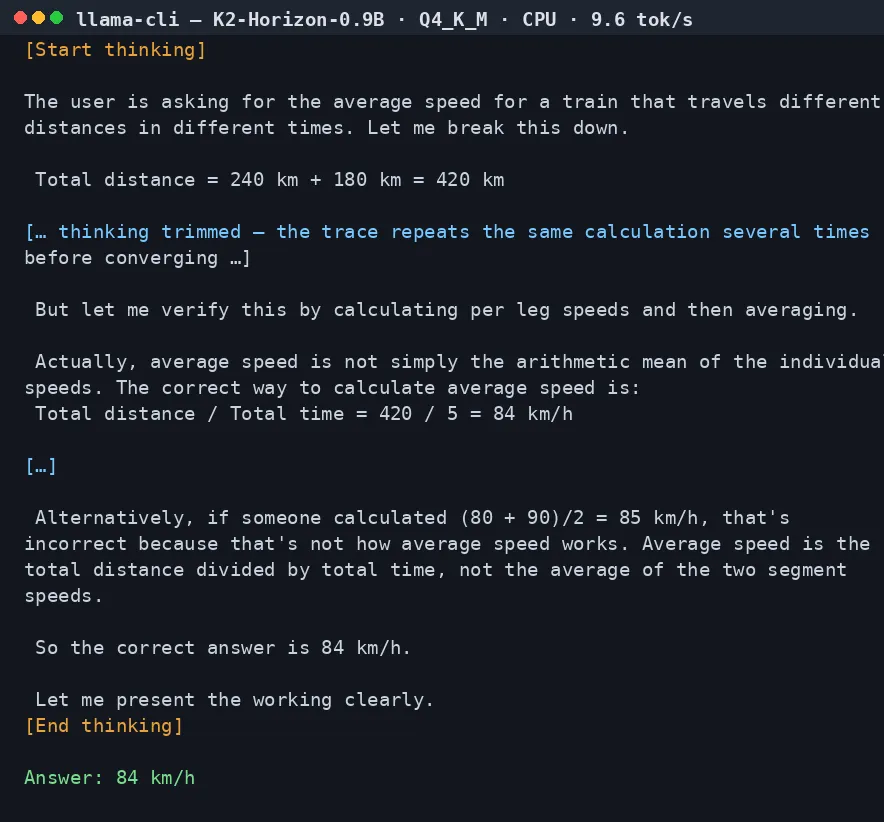 llama-cli — K2-Horizon-0.9B · Q4_K_M · CPU · 9.6 tok/s
[Start thinking]
The user is asking for the average speed for a train that travels different
distances in different times. Let me break this down.
Total distance = 240 km + 180 km = 420 km
[… thinking trimmed — the trace repeats the same calculation several times
before converging …]
But let me verify this by calculating per leg speeds and then averaging.
Actually, average speed is not simply the arithmetic mean of the individual
speeds. The correct way to calculate average speed is:
Total distance / Total time = 420 / 5 = 84 km/h
[…]
Alternatively, if someone calculated (80 + 90)/2 = 85 km/h, that's
incorrect because that's not how average speed works. Average speed is the
total distance divided by total time, not the average of the two segment
speeds.
So the correct answer is 84 km/h.
Let me present the working clearly.
[End thinking]
Answer: 84 km/h